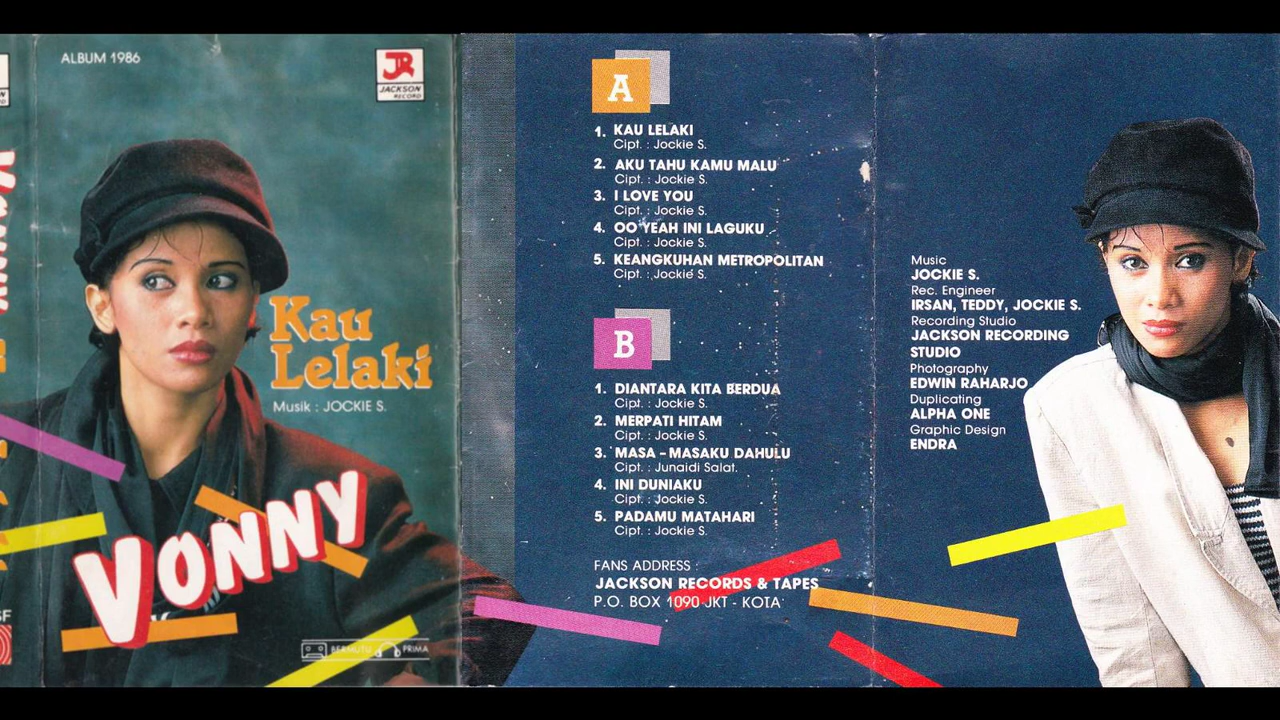 ALBUM 1986
JR
JACKSON
RECORD
Kau
Lelaki
Musik : JOCKIE S.
VONNY
BERMUTU PRIMA
A
1. KAU LELAKI
Cipt. : Jockie S.
2. AKU TAHU KAMU MALU
Cipt. : Jockie S.
3. I LOVE YOU
Cipt. : Jockie S.
4. OO YEAH INI LAGUKU
Cipt. : Jockie S.
5. KEANGKUHAN METROPOLITAN
Cipt. : Jockie S.
B
1. DIANTARA KITA BERDUA
Cipt. : Jockie S.
2. MERPATI HITAM
Cipt. : Jockie S.
3. MASA - MASAKU DAHULU
Cipt. : Junaidi Salat.
4. INI DUNIAKU
Cipt. : Jockie S.
5. PADAMU MATAHARI
Cipt. : Jockie S.
FANS ADDRESS :
JACKSON RECORDS & TAPES
P.O. BOX 1090 JKT - KOTA
Music
JOCKIE S.
Rec. Engineer
IRSAN, TEDDY, JOCKIE S.
Recording Studio
JACKSON RECORDING
STUDIO
Photography
EDWIN RAHARJO
Duplicating
ALPHA ONE
Graphic Design
ENDRA